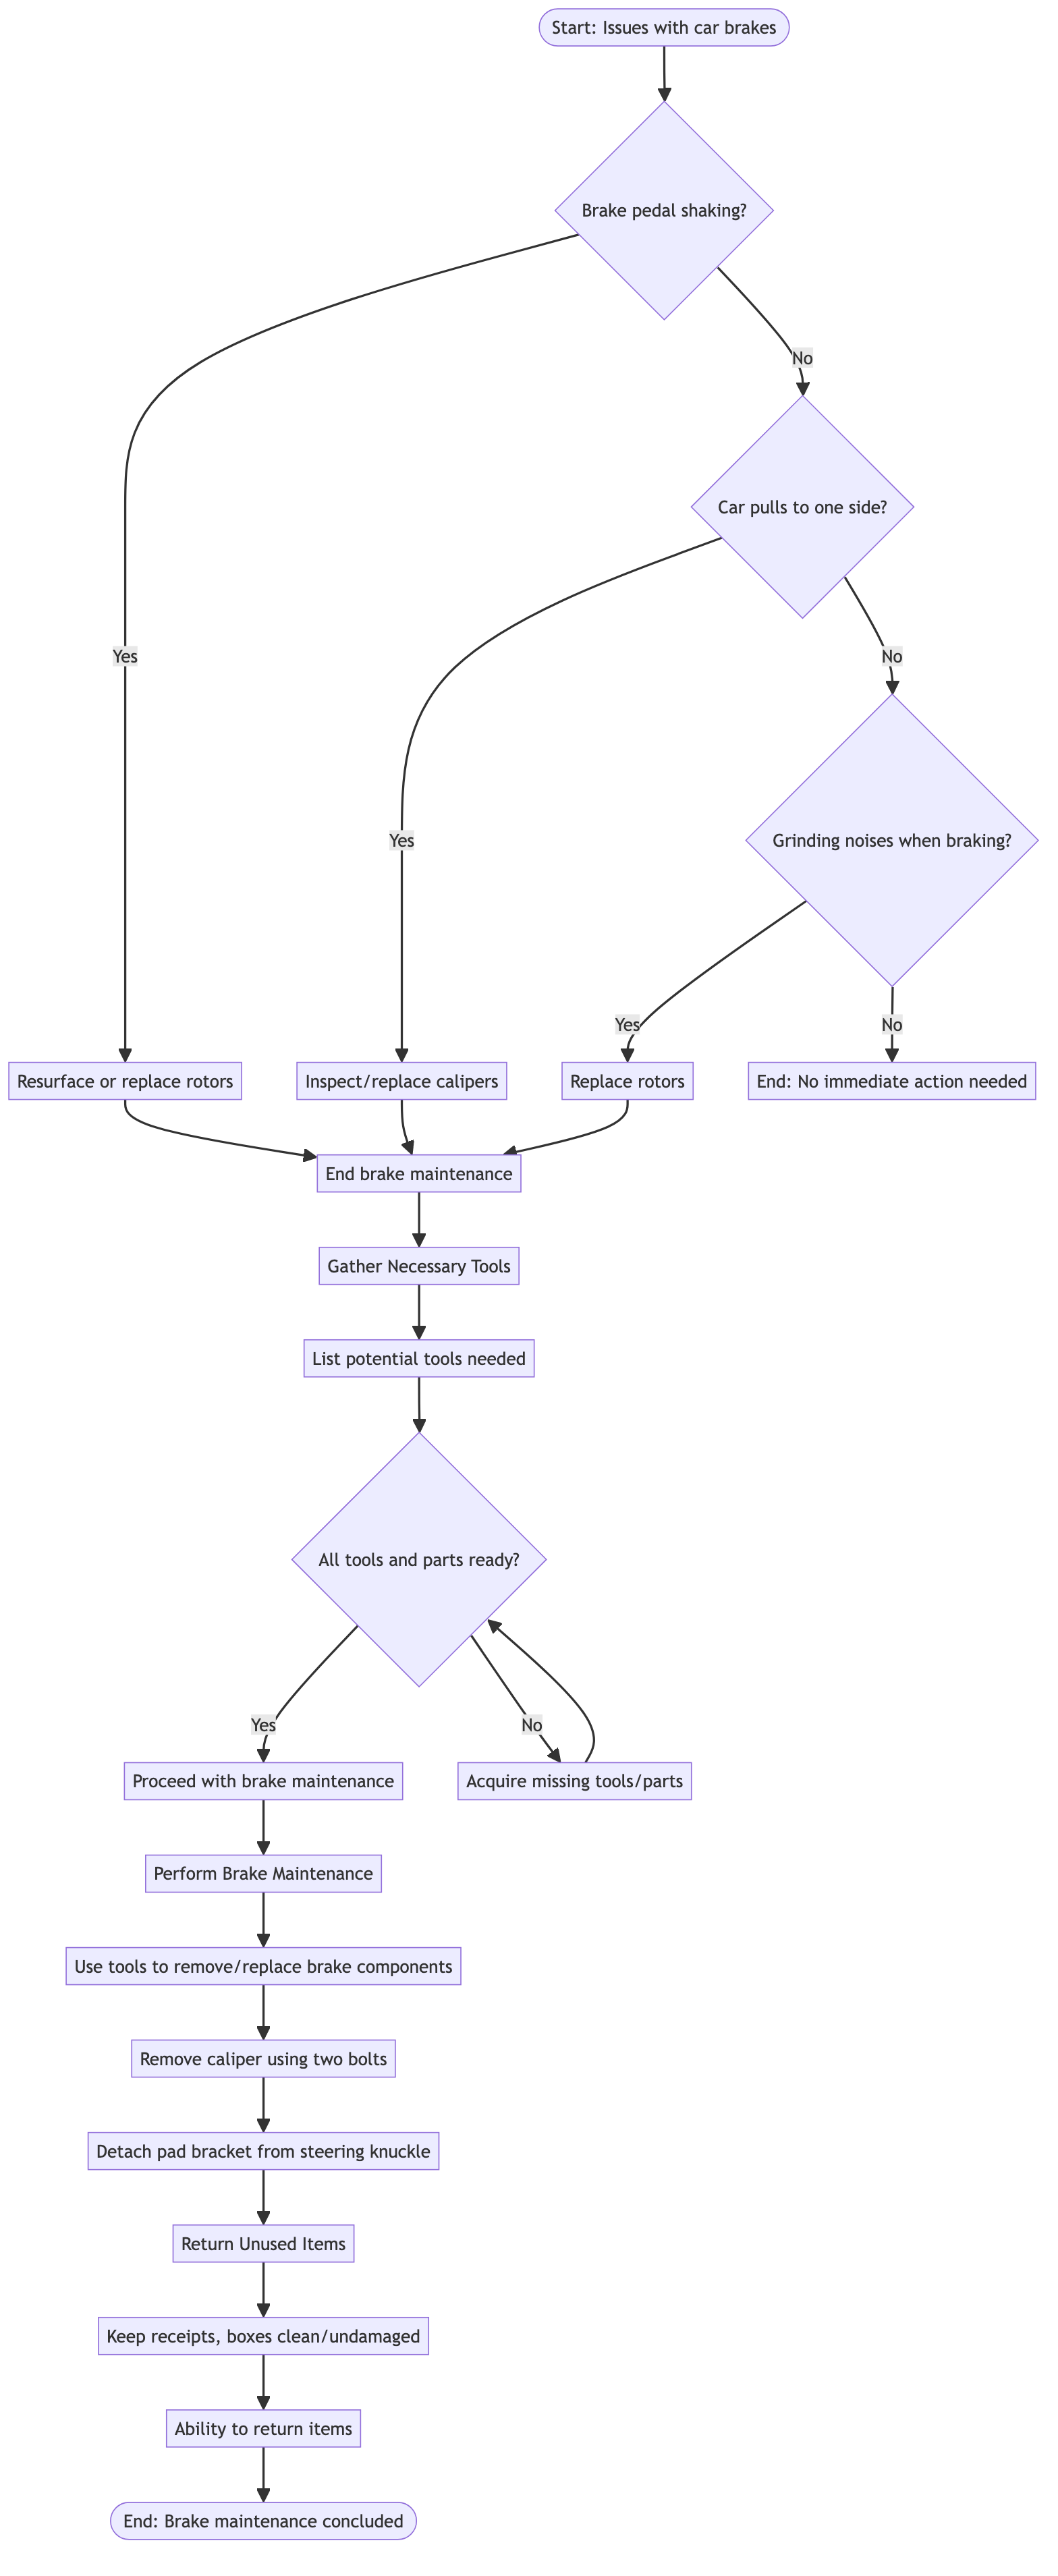 Start: Issues with car brakes
Brake pedal shaking?
No
Car pulls to one side?
Yes
No
Yes
Grinding noises when braking?
Yes
No
Resurface or replace rotors
Inspect/replace calipers
Replace rotors
End: No immediate action needed
End brake maintenance
Gather Necessary Tools
List potential tools needed
All tools and parts ready?
Yes
No
Proceed with brake maintenance
Acquire missing tools/parts
Perform Brake Maintenance
Use tools to remove/replace brake components
Remove caliper using two bolts
Detach pad bracket from steering knuckle
Return Unused Items
Keep receipts, boxes clean/undamaged
Ability to return items
End: Brake maintenance concluded